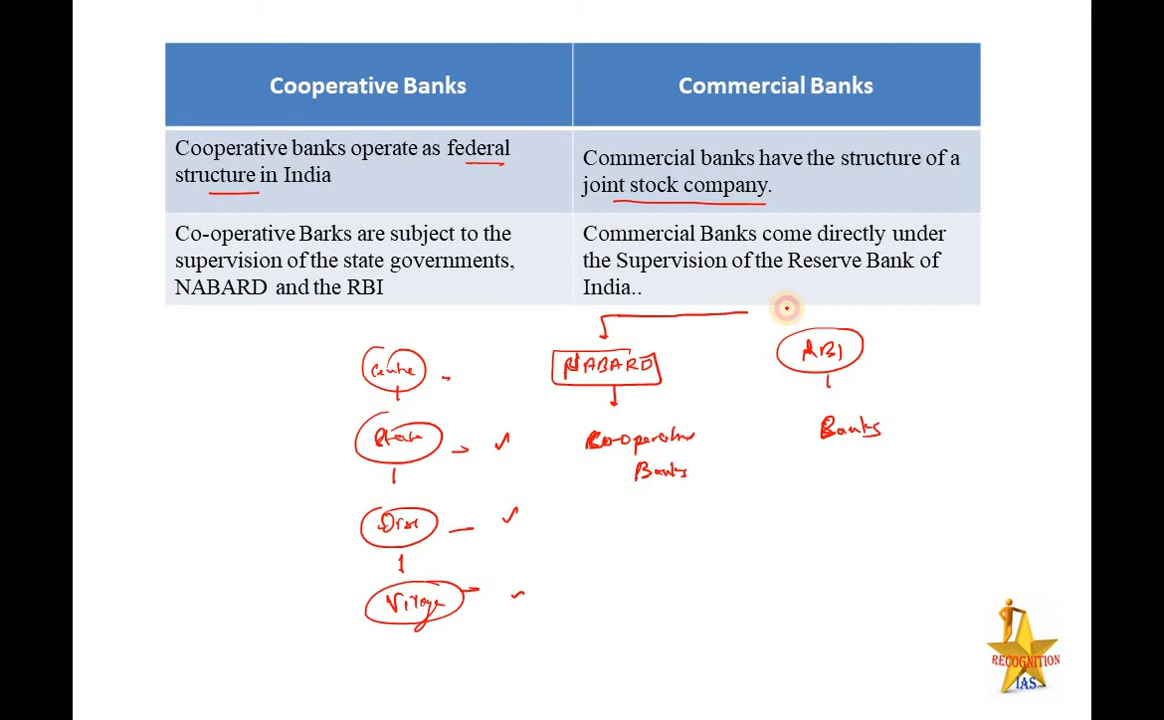 Cooperative Banks
Commercial Banks
Cooperative banks operate as federal
structure in India
Commercial banks have the structure of a
joint stock company.
Co-operative Barks are subject to the
supervision of the state governments,
NABARD and the RBI
Commercial Banks come directly under
the Supervision of the Reserve Bank of
India..
Centre
NABARD
RBI
State
Co-operative
Banks
Banks
Dist
Village
RECOGNITION
IAS